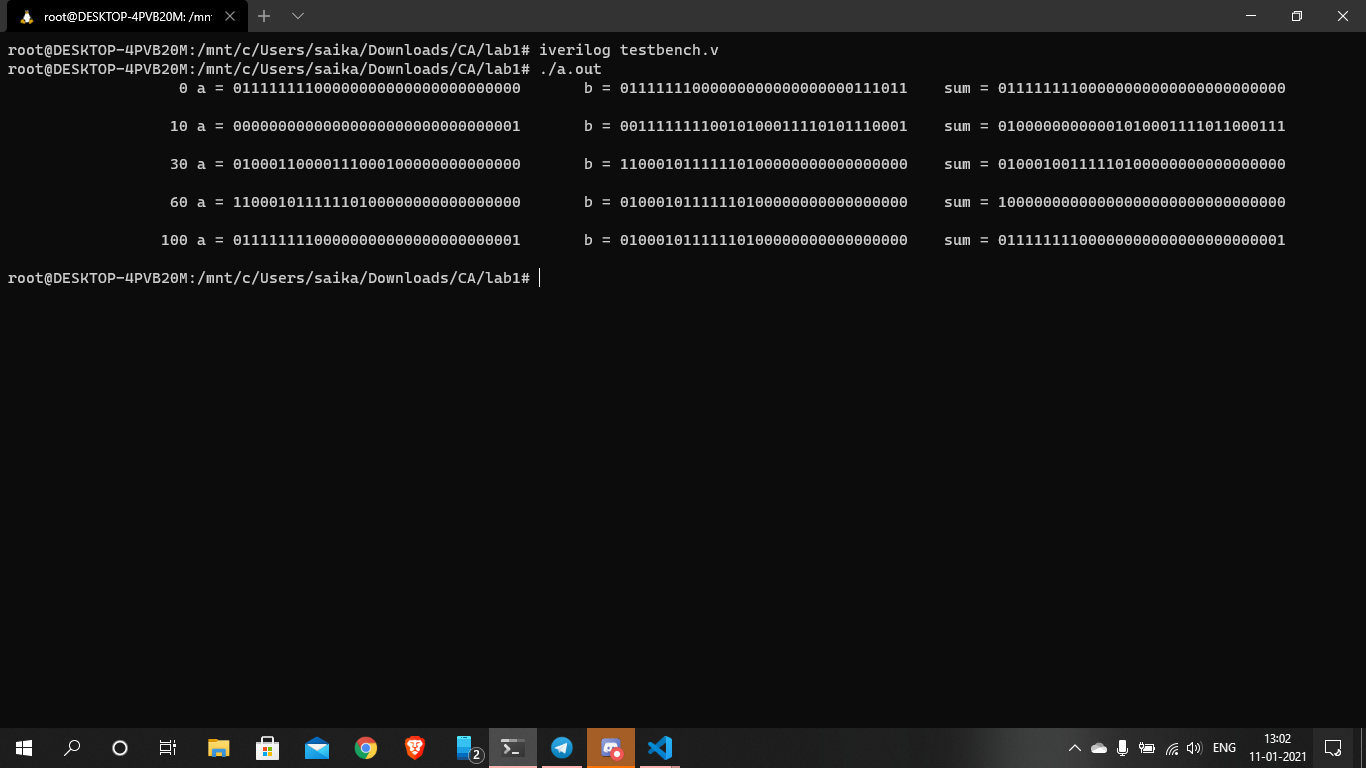 root@DESKTOP-4PVB20M: /mnt
root@DESKTOP-4PVB20M:/mnt/c/Users/saika/Downloads/CA/lab1# iverilog testbench.v
root@DESKTOP-4PVB20M:/mnt/c/Users/saika/Downloads/CA/lab1# ./a.out
0 a = 01111111100000000000000000000000 b = 01111111000000000000000000111011 sum = 01111111100000000000000000000000
10 a = 00000000000000000000000000000001 b = 00111111110010100011110101110001 sum = 01000000000001010001111011000111
30 a = 01000110000111000100000000000000 b = 11000101111110100000000000000000 sum = 01000100111110100000000000000000
60 a = 11000101111110100000000000000000 b = 01000101111110100000000000000000 sum = 10000000000000000000000000000000
100 a = 01111111100000000000000000000001 b = 01000101111110100000000000000000 sum = 01111111100000000000000000000001
root@DESKTOP-4PVB20M:/mnt/c/Users/saika/Downloads/CA/lab1#
2
ENG
13:02
11-01-2021